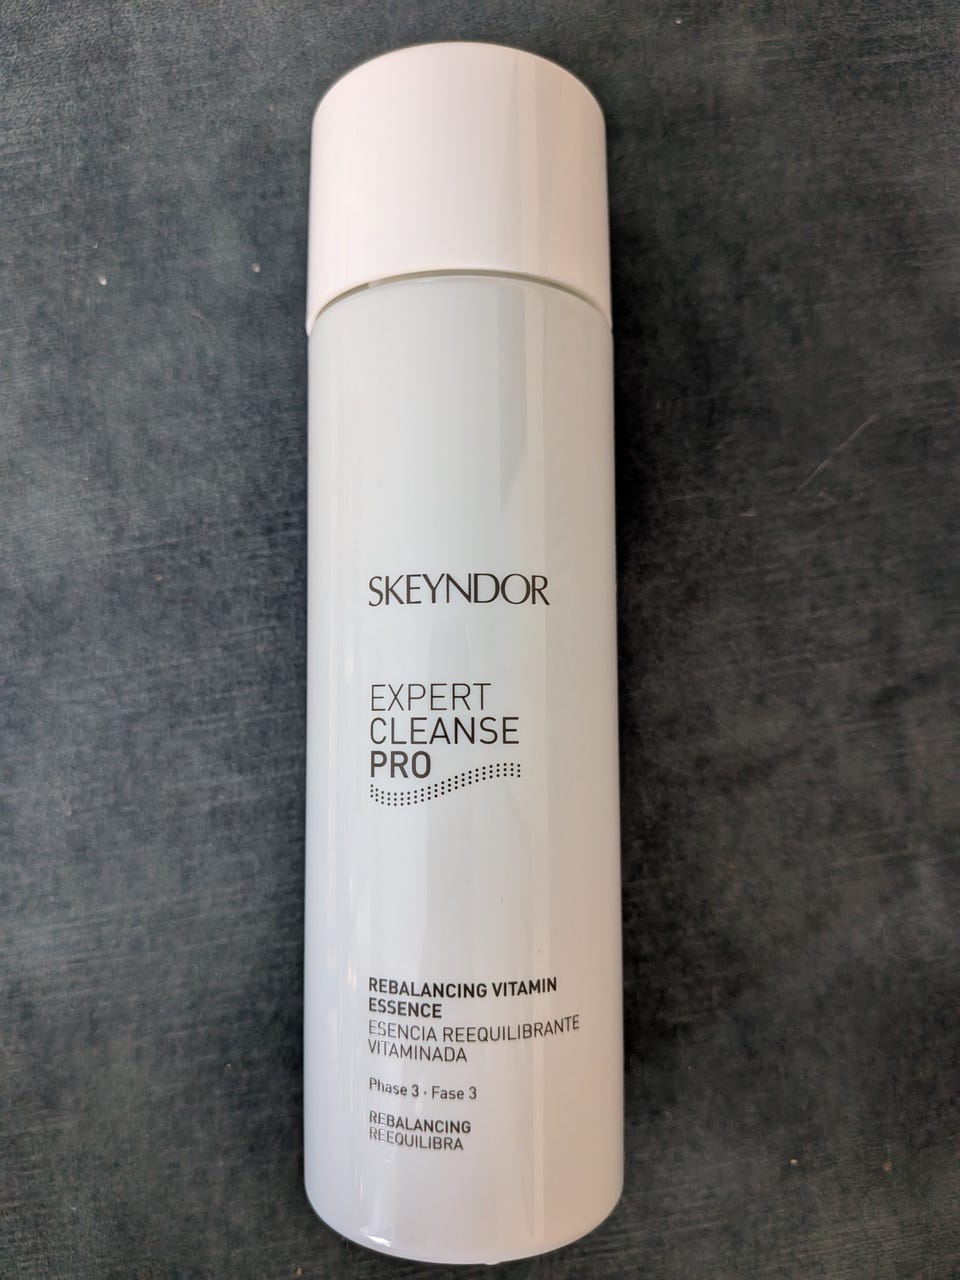 SKEYNDOR
EXPERT
CLEANSE
PRO
REBALANCING VITAMIN
ESSENCE
ESENCIA REEQUILIBRANTE
VITAMINADA
Phase 3 · Fase 3
REBALANCING
REEQUILIBRA